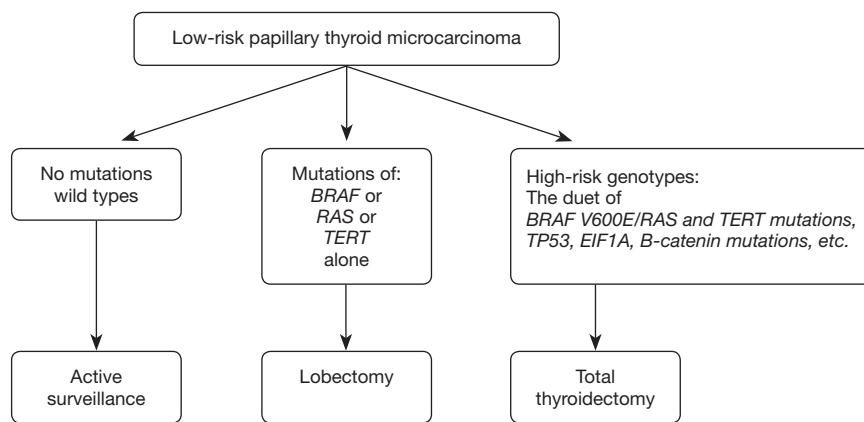 Low-risk papillary thyroid microcarcinoma
No mutations
wild types
Mutations of:
BRAF or
RAS or
TERT
alone
High-risk genotypes:
The duet of
BRAF V600E/RAS and TERT mutations,
TP53, EIF1A, B-catenin mutations, etc.
Active
surveillance
Lobectomy
Total
thyroidectomy